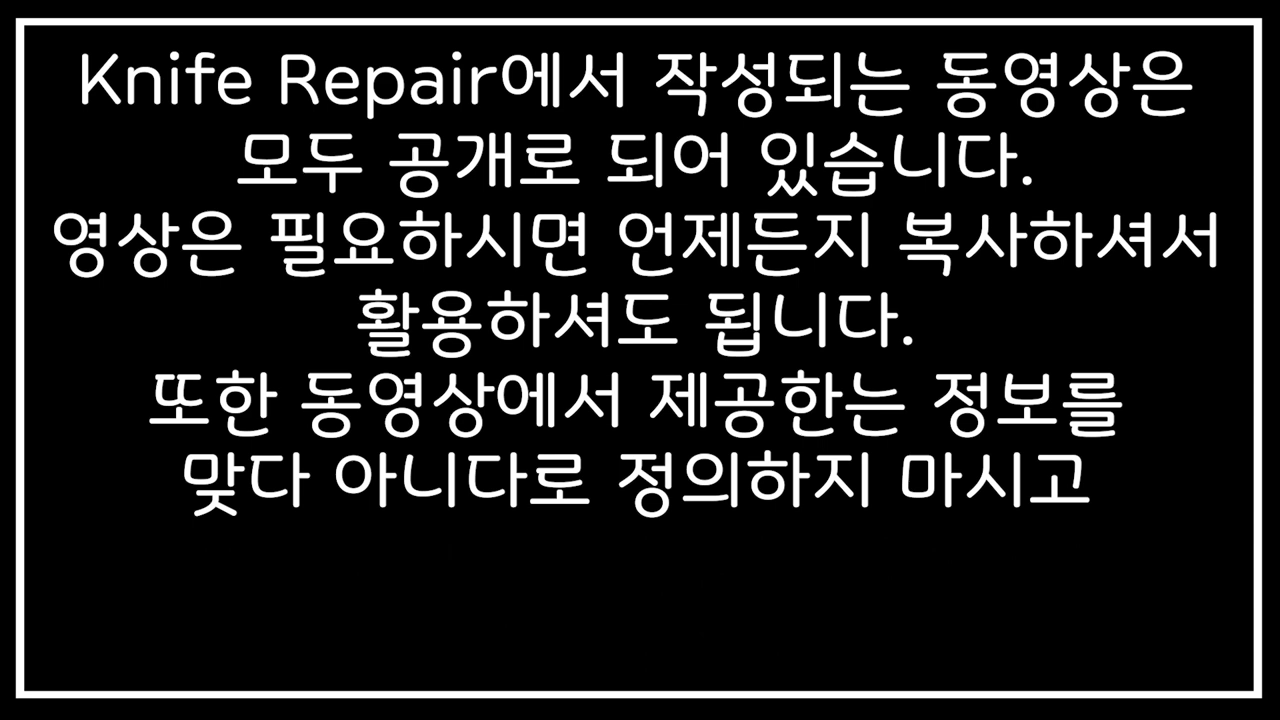 Knife Repair에서 작성되는 동영상은
모두 공개로 되어 있습니다.
영상은 필요하시면 언제든지 복사하셔서
활용하셔도 됩니다.
또한 동영상에서 제공한는 정보를
맞다 아니다로 정의하지 마시고